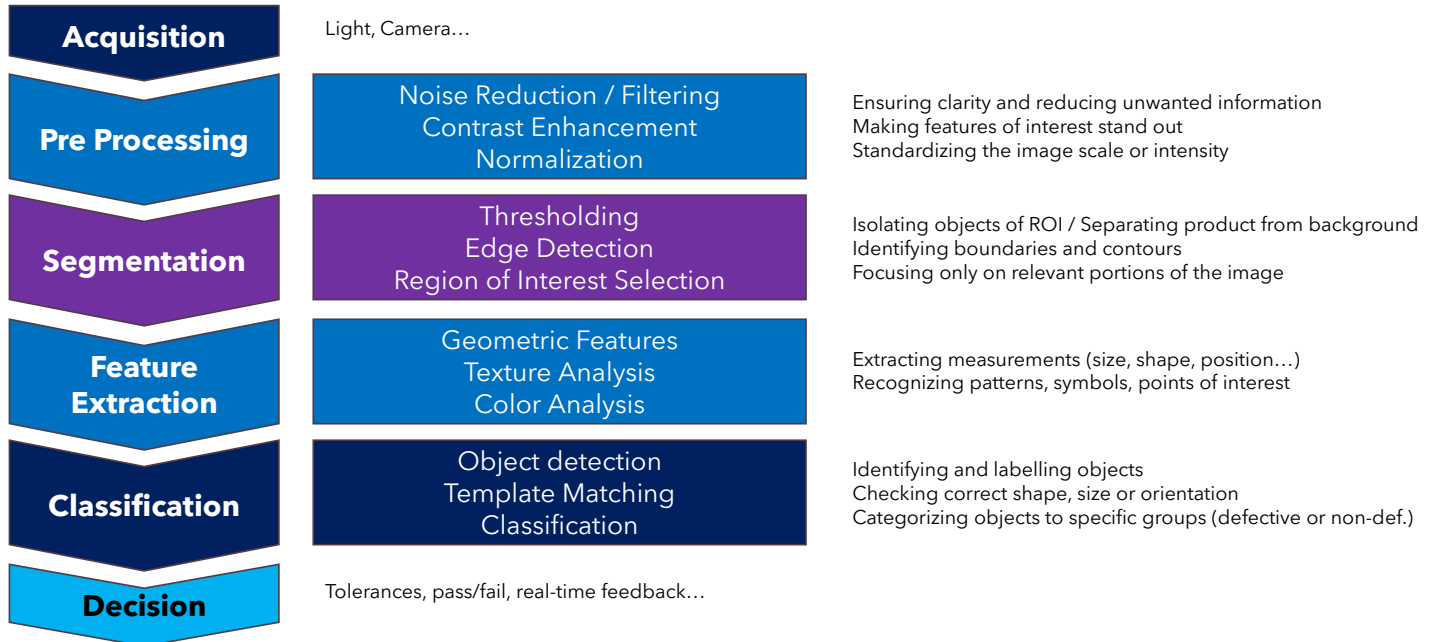 Acquisition
Light, Camera…
Pre Processing
Noise Reduction / Filtering
Contrast Enhancement
Normalization
Ensuring clarity and reducing unwanted information
Making features of interest stand out
Standardizing the image scale or intensity
Segmentation
Thresholding
Edge Detection
Region of Interest Selection
Isolating objects of ROI / Separating product from background
Identifying boundaries and contours
Focusing only on relevant portions of the image
Feature
Extraction
Geometric Features
Texture Analysis
Color Analysis
Extracting measurements (size, shape, position…)
Recognizing patterns, symbols, points of interest
Classification
Object detection
Template Matching
Classification
Identifying and labelling objects
Checking correct shape, size or orientation
Categorizing objects to specific groups (defective or non-def.)
Decision
Tolerances, pass/fail, real-time feedback…